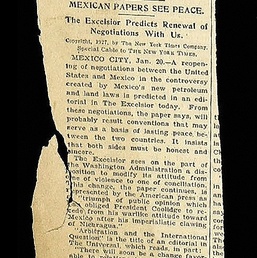 MEXICAN PAPERS SEE PEACE.
The Excelsior Predicts Renewal of
Negotiations With Us.
Copyright, 1927, by The New York Times Company.
Special Cable to THE NEW YORK TIMES.
MEXICO CITY, Jan. 20.—A reopen-
ing of negotiations between the United
States and Mexico in the controversy
created by Mexico's new petroleum
and land laws is predicted in an edi-
torial in The Excelsior today. From
these negotiations, the paper says, will
probably result conventions that may
serve as a basis of lasting peace be-
tween the two countries. It insists
that both sides must be honest and
sincere.
The Excelsior sees on the part of
the Washington Administration a dis-
position to modify its attitude from
one of violence to one of conciliation.
This change, the paper continues, is
represented by the American press as
a "triumph of public opinion which
obliged President Coolidge to re-
cede from his warlike attitude toward
Mexico after his imperialistic clawing
of Nicaragua."
"Arbitration and the International
Question" is the title of an editorial in
The Universal, which reads, in part:
"There will soon be a change favor-